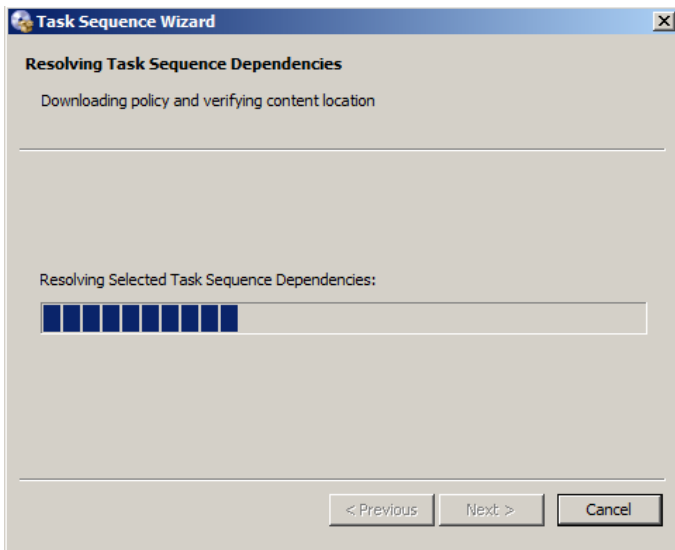 Task Sequence Wizard
Resolving Task Sequence Dependencies
Downloading policy and verifying content location
Resolving Selected Task Sequence Dependencies:
< Previous
Next >
Cancel